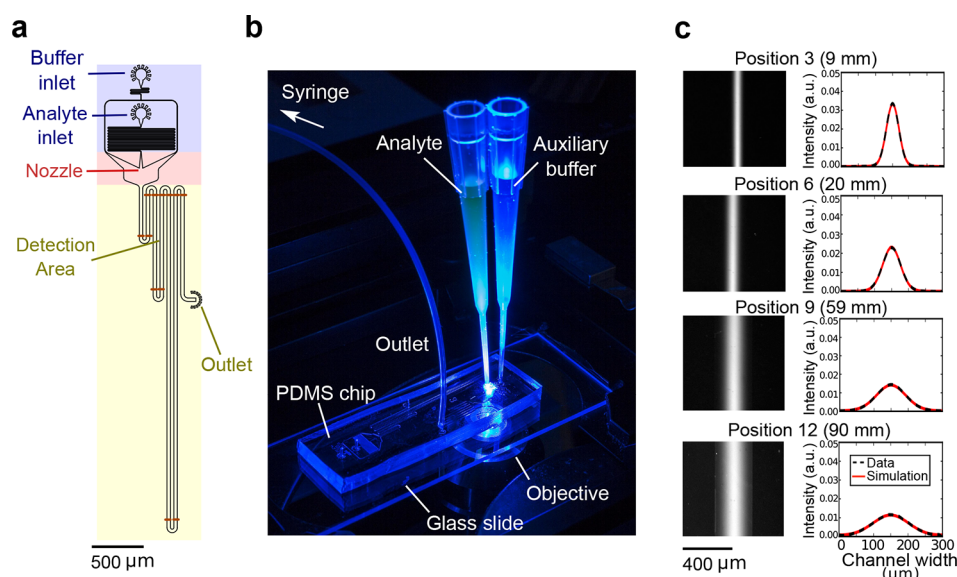 a
Buffer
inlet
Analyte
inlet
Nozzle
Detection
Area
Outlet
500 µm
b
Syringe
Analyte
Auxiliary
buffer
Outlet
PDMS chip
Objective
Glass slide
c
Position 3 (9 mm)
Intensity (a.u.)
0.05
0.04
0.03
0.02
0.01
0.00
Position 6 (20 mm)
Intensity (a.u.)
0.05
0.04
0.03
0.02
0.01
0.00
Position 9 (59 mm)
Intensity (a.u.)
0.05
0.04
0.03
0.02
0.01
0.00
Position 12 (90 mm)
Intensity (a.u.)
0.05
0.04
0.03
0.02
0.01
0.00
Data
Simulation
0 100 200 300
Channel width
(µm)
400 µm